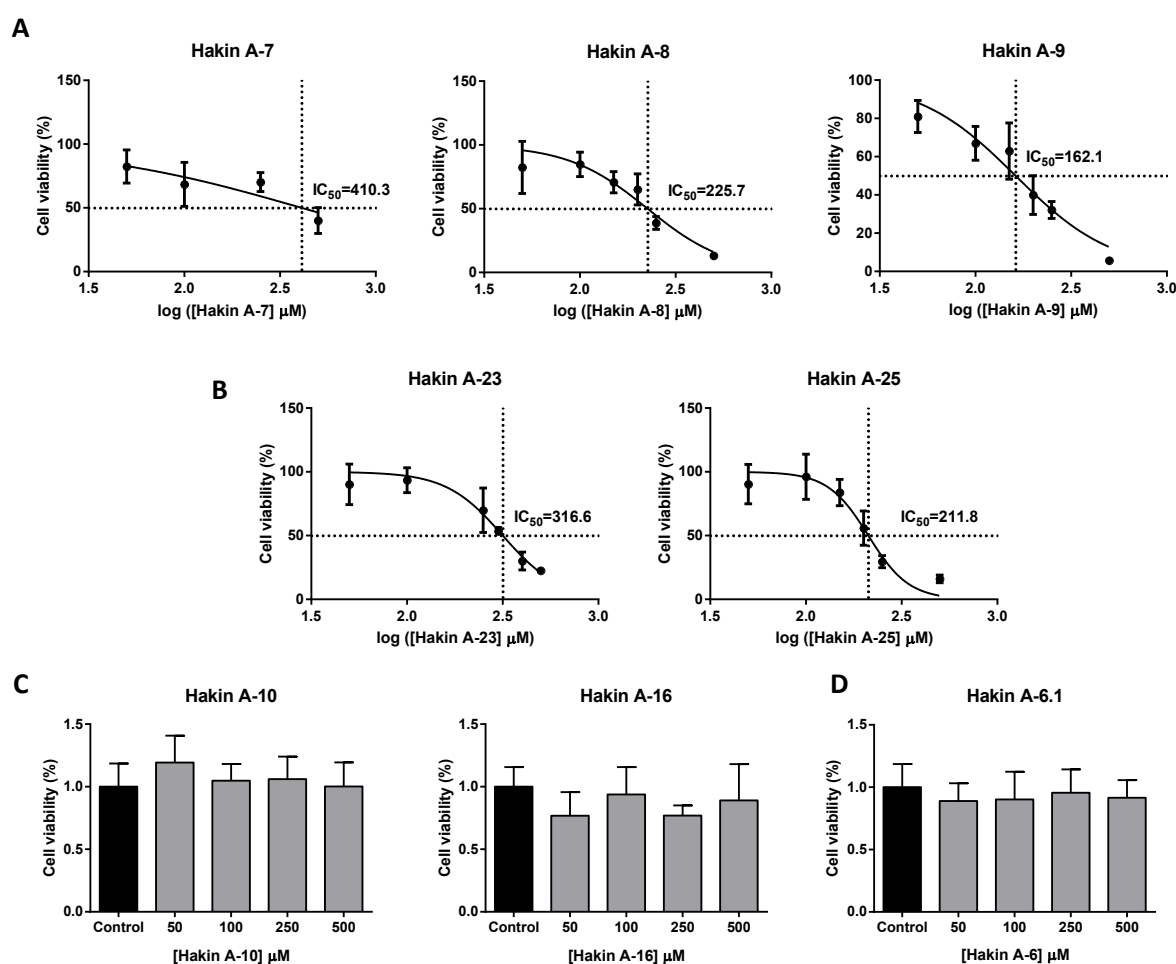 A
Hakin A-7
Cell viability (%)
150
100
50
0
IC50=410.3
1.5 2.0 2.5 3.0
log ([Hakin A-7] μM)
Hakin A-8
Cell viability (%)
150
100
50
0
IC50=225.7
1.5 2.0 2.5 3.0
log ([Hakin A-8] μM)
Hakin A-9
Cell viability (%)
100
80
60
40
20
0
IC50=162.1
1.5 2.0 2.5 3.0
log ([Hakin A-9] μM)
B
Hakin A-23
Cell viability (%)
150
100
50
0
IC50=316.6
1.5 2.0 2.5 3.0
log ([Hakin A-23] μM)
Hakin A-25
Cell viability (%)
150
100
50
0
IC50=211.8
1.5 2.0 2.5 3.0
log ([Hakin A-25] μM)
C
Hakin A-10
Cell viability (%)
1.5
1.0
0.5
0.0
Control 50 100 250 500
[Hakin A-10] μM
Hakin A-16
Cell viability (%)
1.5
1.0
0.5
0.0
Control 50 100 250 500
[Hakin A-16] μM
D
Hakin A-6.1
Cell viability (%)
1.5
1.0
0.5
0.0
Control 50 100 250 500
[Hakin A-6] μM